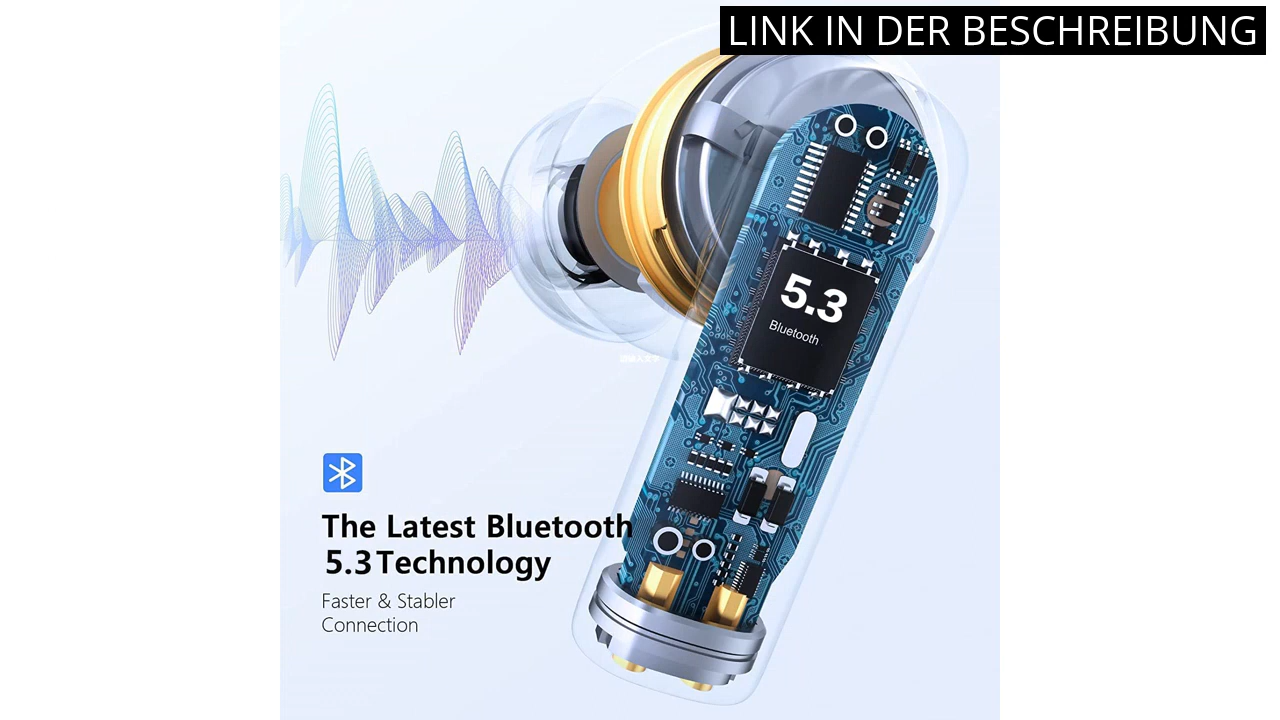 LINK IN DER BESCHREIBUNG
5.3
Bluetooth
The Latest Bluetooth
5.3 Technology
Faster & Stabler
Connection